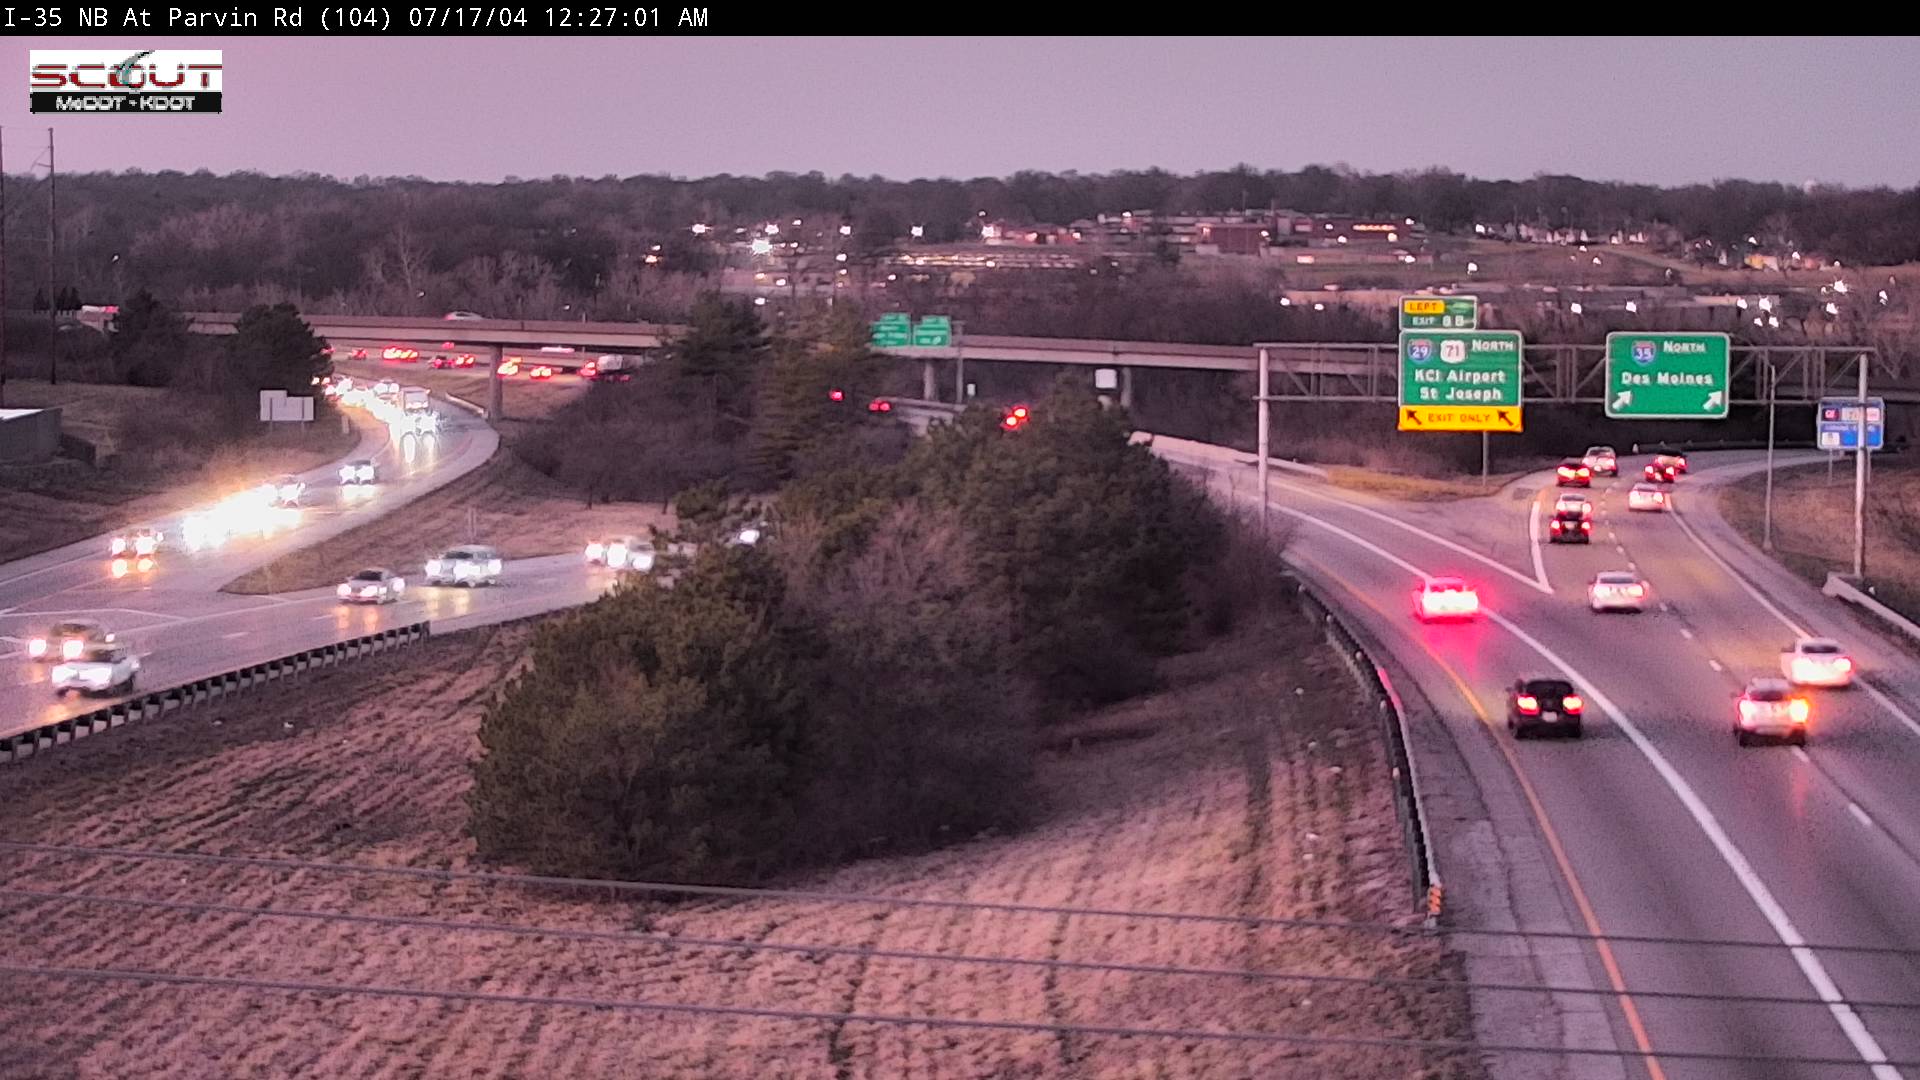 I-35 NB At Parvin Rd (104) 07/17/04 12:27:01 AM
SCOUT
MoDOT - KDOT
LEFT
EXIT 8B
29 71 NORTH
KCI Airport
St Joseph
EXIT ONLY
35 NORTH
Des Moines